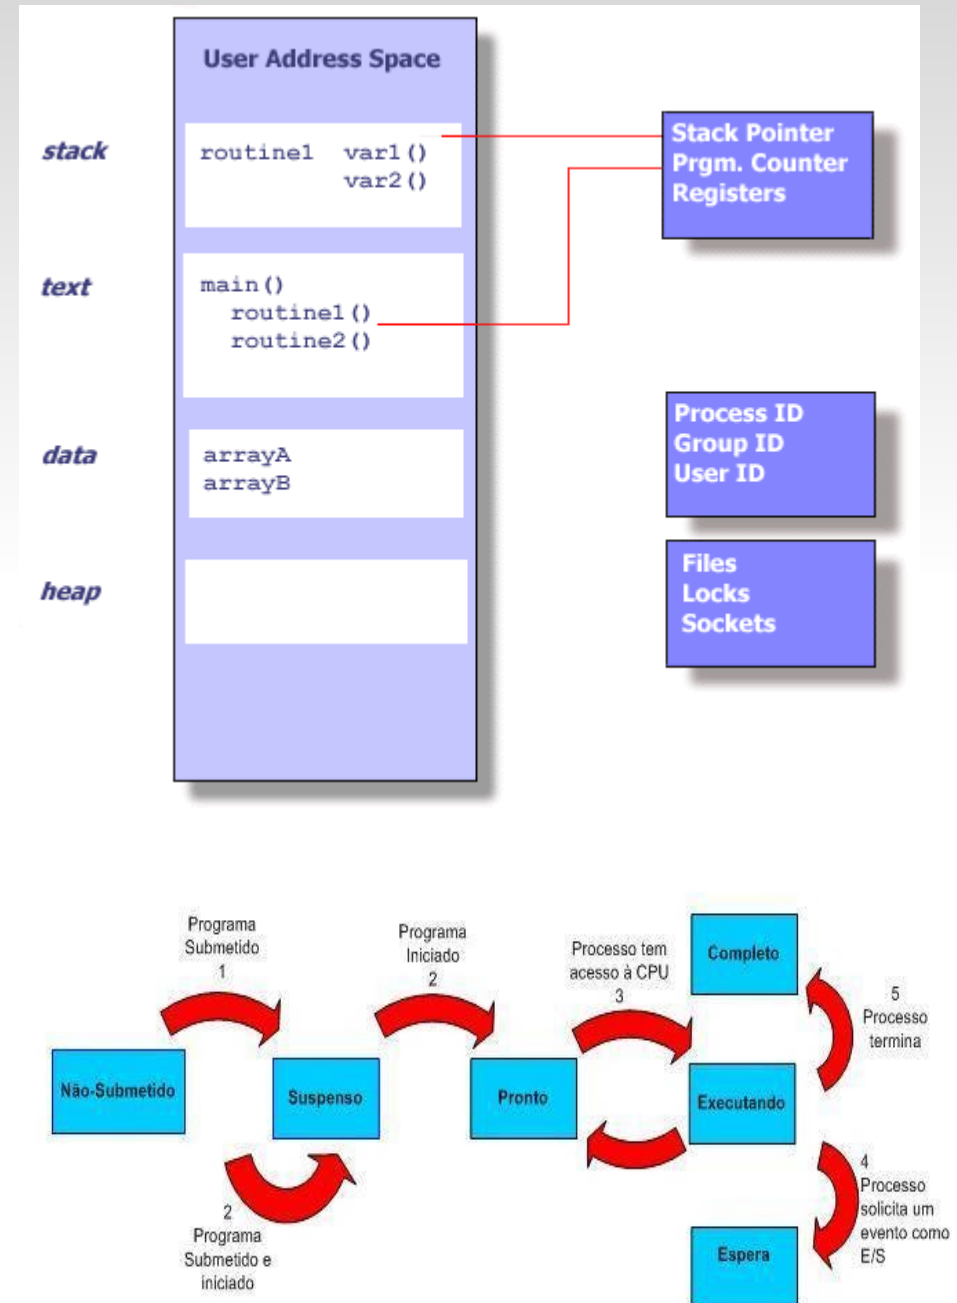 User Address Space
stack
routine1 var1()
var2()
Stack Pointer
Prgm. Counter
Registers
text
main()
routine1()
routine2()
data
arrayA
arrayB
Process ID
Group ID
User ID
heap
Files
Locks
Sockets
Programa
Submetido
1
Programa
Iniciado
2
Processo tem
acesso à CPU
3
Completo
5
Processo
termina
Não-Submetido
Suspenso
Pronto
Executando
2
Programa
Submetido e
iniciado
4
Processo
solicita um
evento como
E/S
Espera